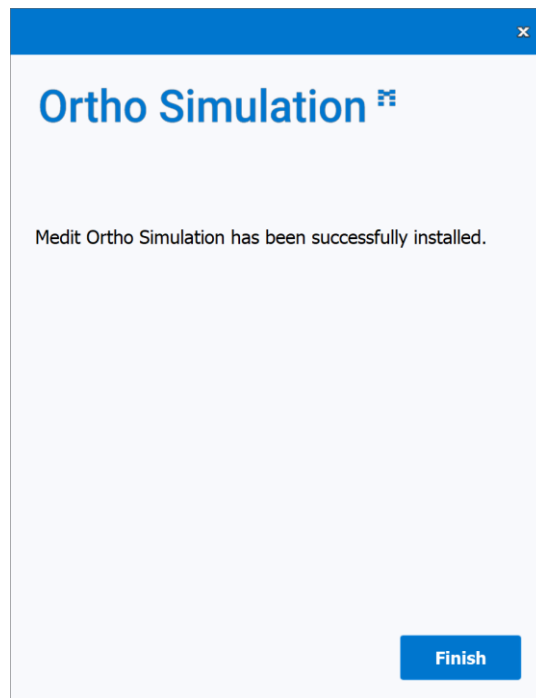 Ortho Simulation
Medit Ortho Simulation has been successfully installed.
Finish